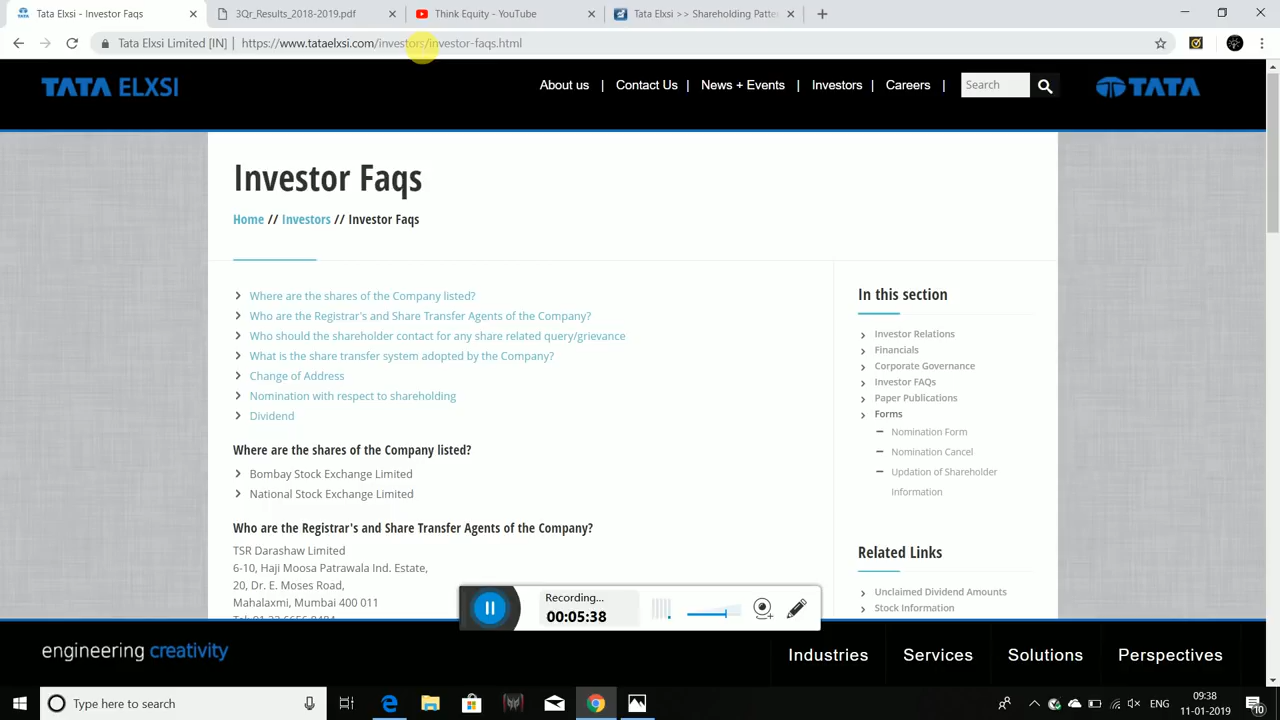 Tata Elxsi - Investor Faqs
3Qr_Results_2018-2019.pdf
Think Equity - YouTube
Tata Elxsi >> Shareholding Patte
Tata Elxsi Limited [IN] | https://www.tataelxsi.com/investors/investor-faqs.html
TATA ELXSI
About us | Contact Us | News + Events | Investors | Careers |
Search
TATA
Investor Faqs
Home // Investors // Investor Faqs
Where are the shares of the Company listed?
Who are the Registrar's and Share Transfer Agents of the Company?
Who should the shareholder contact for any share related query/grievance
What is the share transfer system adopted by the Company?
Change of Address
Nomination with respect to shareholding
Dividend
Where are the shares of the Company listed?
Bombay Stock Exchange Limited
National Stock Exchange Limited
Who are the Registrar's and Share Transfer Agents of the Company?
TSR Darashaw Limited
6-10, Haji Moosa Patrawala Ind. Estate,
20, Dr. E. Moses Road,
Mahalaxmi, Mumbai 400 011
In this section
Investor Relations
Financials
Corporate Governance
Investor FAQs
Paper Publications
Forms
Nomination Form
Nomination Cancel
Updation of Shareholder
Information
Related Links
Unclaimed Dividend Amounts
Stock Information
Recording...
00:05:38
engineering creativity
Industries
Services
Solutions
Perspectives
Type here to search
ENG
09:38
11-01-2019
10